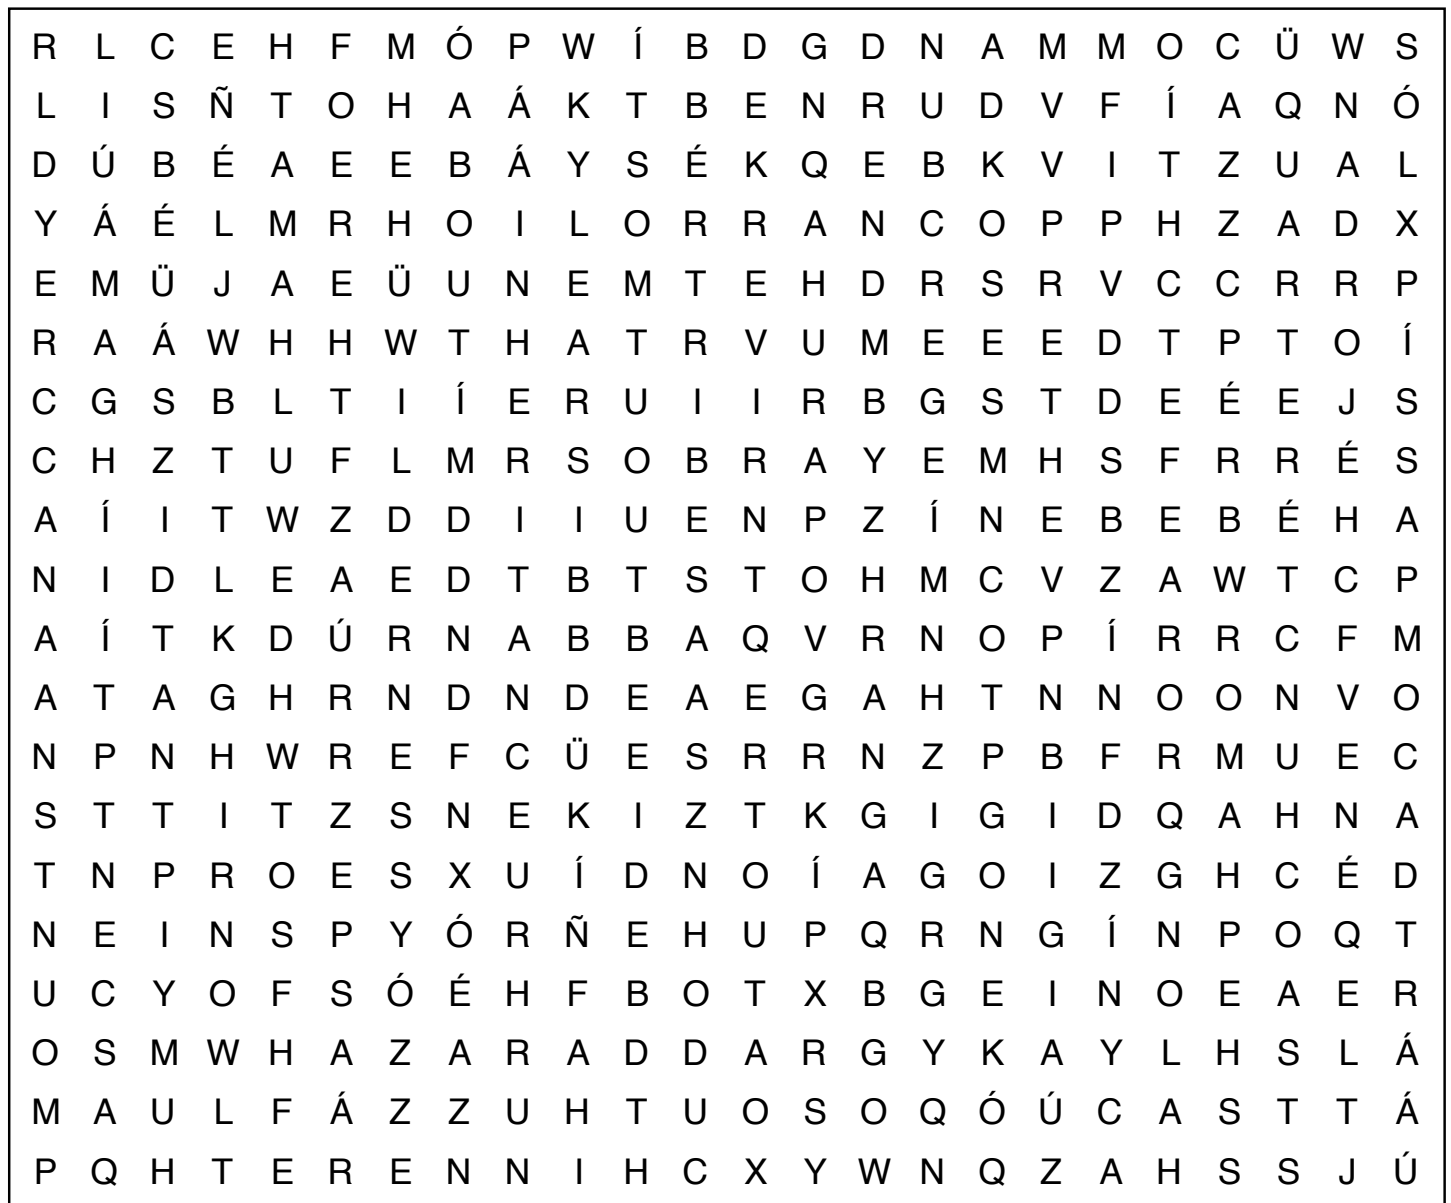 R L C E H F M Ó P W Í B D G D N A M M O C Ü W S
L I S Ñ T O H A Á K T B E N R U D V F Í A Q N Ó
D Ú B É A E E B Á Y S É K Q E B K V I T Z U A L
Y Á É L M R H O I L O R R A N C O P P H Z A D X
E M Ü J A E Ü U N E M T E H D R S R V C C R R P
R A Á W H H W T H A T R V U M E E E D T P T O Í
C G S B L T I Í E R U I I R B G S T D E É E J S
C H Z T U F L M R S O B R A Y E M H S F R R É S
A Í I T W Z D D I I U E N P Z Í N E B E B É H A
N I D L E A E D T B T S T O H M C V Z A W T C P
A Í T K D Ú R N A B B A Q V R N O P Í R R C F M
A T A G H R N D N D E A E G A H T N N O O N V O
N P N H W R E F C Ü E S R R N Z P B F R M U E C
S T T I T Z S N E K I Z T K G I G I D Q A H N A
T N P R O E S X U Í D N O Í A G O I Z G H C É D
N E I N S P Y Ó R Ñ E H U P Q R N G Í N P O Q T
U C Y O F S Ó É H F B O T X B G E I N O E A E R
O S M W H A Z A R A D D A R G Y K A Y L H S L Á
M A U L F Á Z Z U H T U O S O Q Ó Ú C A S T T Á
P Q H T E R E N N I H C X Y W N Q Z A H S S J Ú